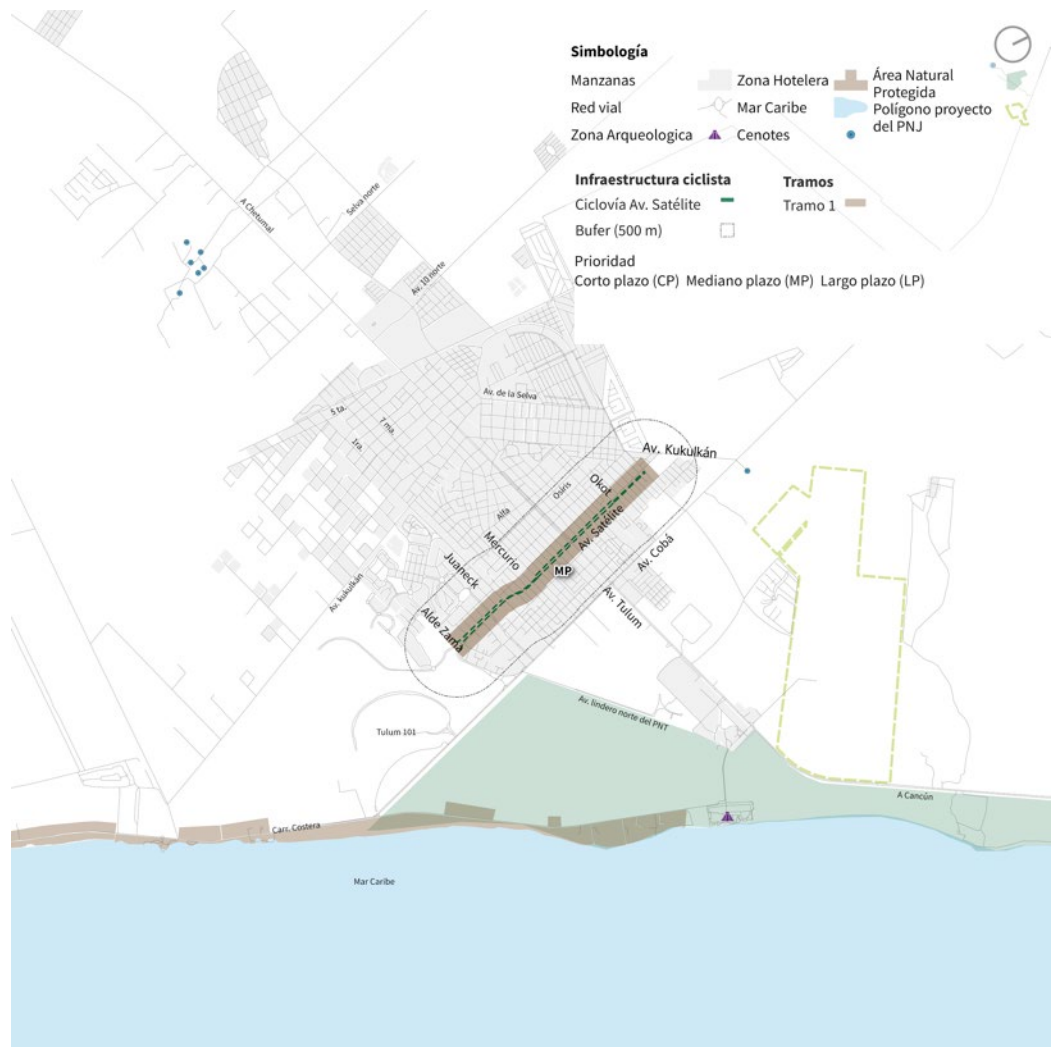 Simbología
Manzanas
Zona Hotelera
Área Natural
Protegida
Red vial
Mar Caribe
Polígono proyecto
del PNJ
Zona Arqueologica
Cenotes
Infraestructura ciclista
Tramos
Ciclovía Av. Satélite
Tramo 1
Bufer (500 m)
Prioridad
Corto plazo (CP) Mediano plazo (MP) Largo plazo (LP)
Selva norte
A Chetumal
Av. 10 norte
Av. de la Selva
5 ta.
7 ma.
1ra.
Av. Kukulkán
Okot
Osiris
Alfa
Av. Satélite
Mercurio
Av. Cobá
Juaneck
MP
Av. kukulkán
Av. Tulum
Alde Zama
Av. lindero norte del PNT
Tulum 101
A Cancún
Carr. Costera
Mar Caribe